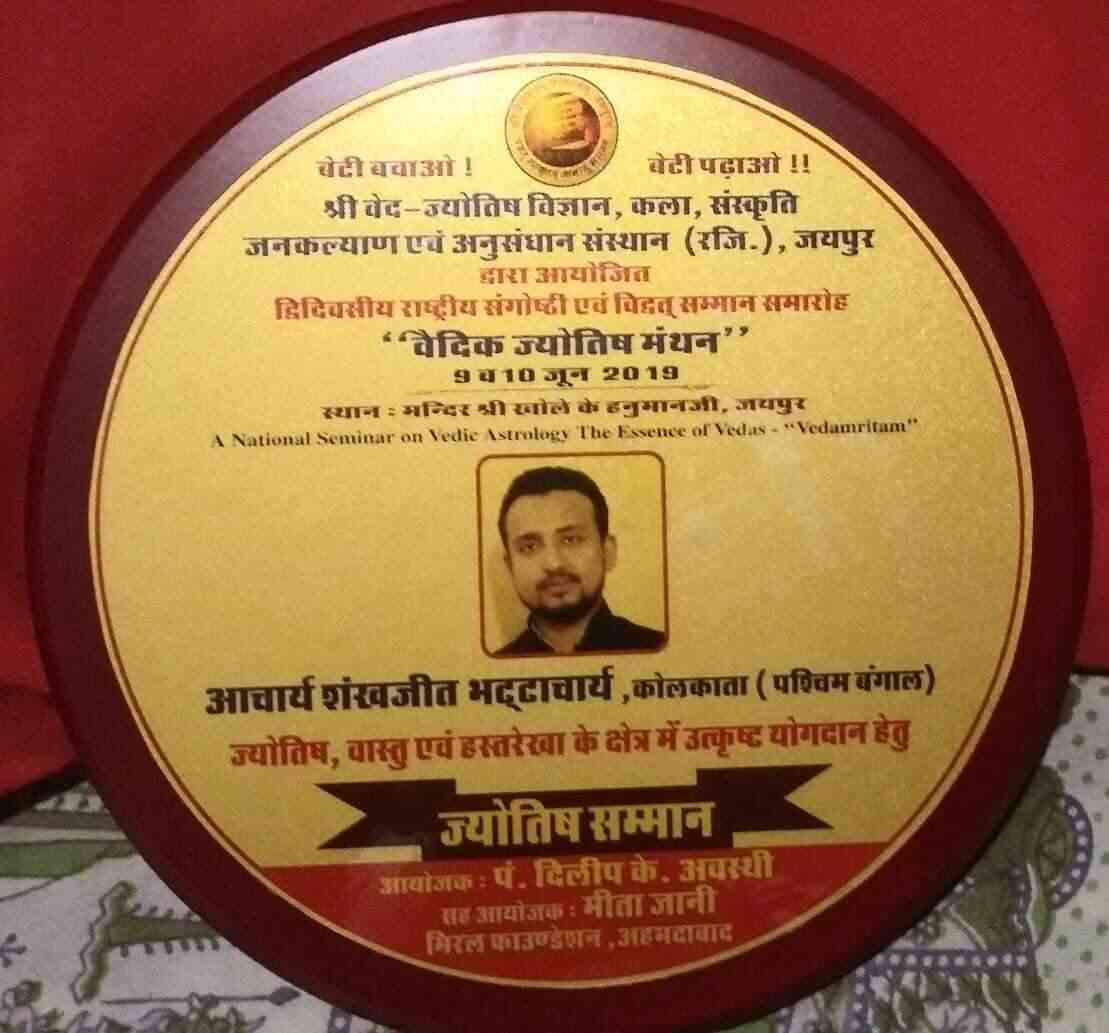 बेटी बचाओ ! बेटी पढ़ाओ !!
श्री वेद-ज्योतिष विज्ञान, कला, संस्कृति
जनकल्याण एवं अनुसंधान संस्थान (रजि.), जयपुर
द्वारा आयोजित
द्विदिवसीय राष्ट्रीय संगोष्ठी एवं विद्वत् सम्मान समारोह
“वैदिक ज्योतिष मंथन”
9 व 10 जून 2019
स्थान : मन्दिर श्री खोले के हनुमानजी, जयपुर
A National Seminar on Vedic Astrology The Essence of Vedas - “Vedamritam”
आचार्य शंखजीत भट्टाचार्य ,कोलकाता ( पश्चिम बंगाल)
ज्योतिष, वास्तु एवं हस्तरेखा के क्षेत्र में उत्कृष्ट योगदान हेतु
ज्योतिष सम्मान
आयोजक : पं. दिलीप के. अवस्थी
सह आयोजक : मीता जानी
मिरल फाउण्डेशन ,अहमदाबाद